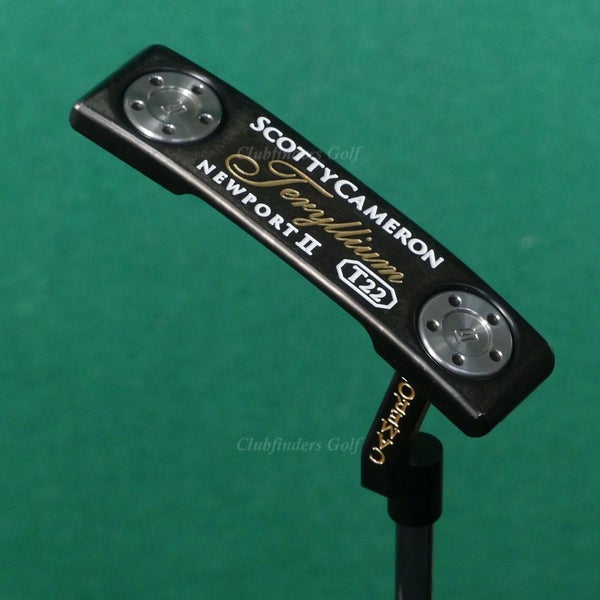 SCOTTY CAMERON
Teryllium
NEWPORT II
T22
Clubfinders Golf
Clubfinders Golf